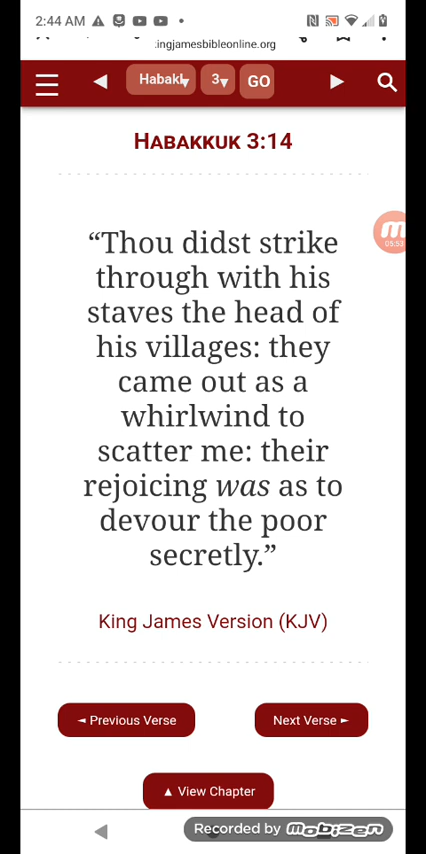 2:44 AM
ingjamesbibleonline.org
Habakk 3 GO
HABAKKUK 3:14
“Thou didst strike
through with his
staves the head of
his villages: they
came out as a
whirlwind to
scatter me: their
rejoicing was as to
devour the poor
secretly.”
05:53
King James Version (KJV)
◄ Previous Verse
Next Verse ►
▲ View Chapter
Recorded by mobizen